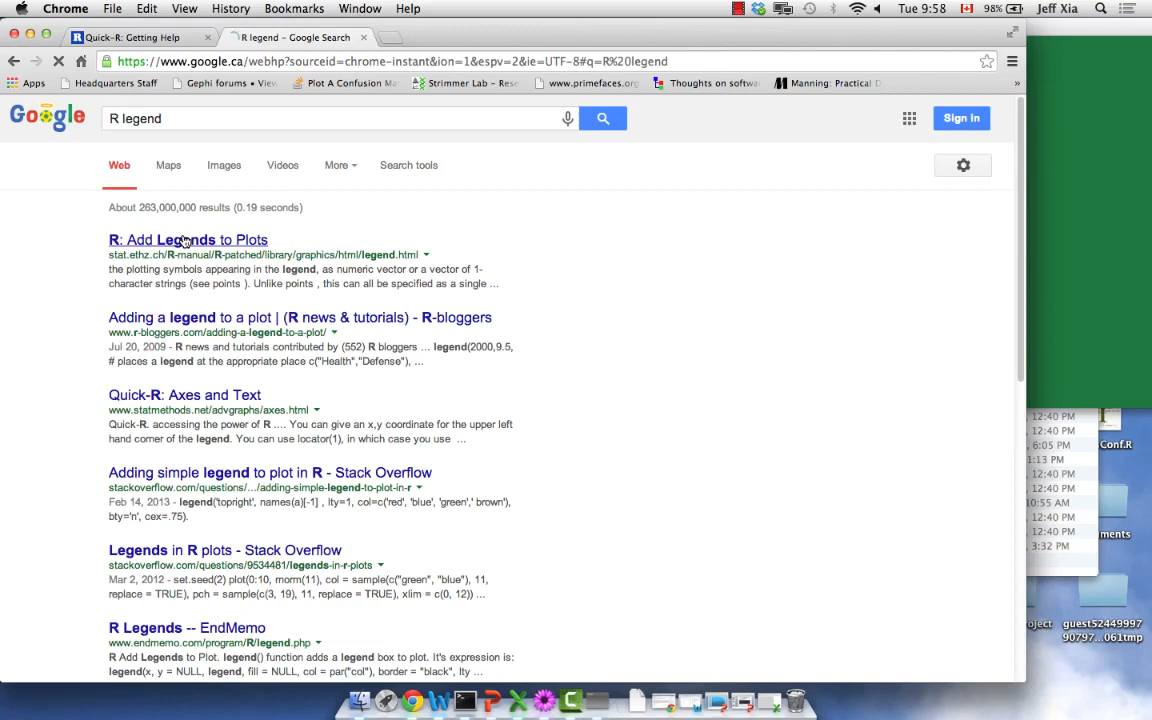 Chrome File Edit View History Bookmarks Window Help Tue 9:58 98% Jeff Xia
Quick-R: Getting Help
R legend - Google Search
https://www.google.ca/webhp?sourceid=chrome-instant&ion=1&espv=2&ie=UTF-8#q=R%20legend
Apps Headquarters Staff Gephi forums • View Plot A Confusion Ma Strimmer Lab - Rese www.primefaces.org Thoughts on softwa Manning: Practical D »
Google R legend Sign in
Web Maps Images Videos More Search tools
About 263,000,000 results (0.19 seconds)
R: Add Legends to Plots
stat.ethz.ch/R-manual/R-patched/library/graphics/html/legend.html
the plotting symbols appearing in the legend, as numeric vector or a vector of 1-
character strings (see points ). Unlike points , this can all be specified as a single ...
Adding a legend to a plot | (R news & tutorials) - R-bloggers
www.r-bloggers.com/adding-a-legend-to-a-plot/
Jul 20, 2009 - R news and tutorials contributed by (552) R bloggers ... legend(2000,9.5,
# places a legend at the appropriate place c("Health","Defense"), ...
Quick-R: Axes and Text
www.statmethods.net/advgraphs/axes.html
Quick-R. accessing the power of R .... You can give an x,y coordinate for the upper left
hand corner of the legend. You can use locator(1), in which case you use ...
Adding simple legend to plot in R - Stack Overflow
stackoverflow.com/questions/.../adding-simple-legend-to-plot-in-r
Feb 14, 2013 - legend('topright', names(a)[-1] , lty=1, col=c('red', 'blue', 'green',' brown'),
bty='n', cex=.75).
Legends in R plots - Stack Overflow
stackoverflow.com/questions/9534481/legends-in-r-plots
Mar 2, 2012 - set.seed(2) plot(0:10, rnorm(11), col = sample(c("green", "blue"), 11,
replace = TRUE), pch = sample(c(3, 19), 11, replace = TRUE), xlim = c(0, 12)) ...
R Legends -- EndMemo
www.endmemo.com/program/R/legend.php
R Add Legends to Plot. legend() function adds a legend box to plot. It's expression is:
legend(x, y = NULL, legend, fill = NULL, col = par("col"), border = "black", lty ...
, 12:40 PM
, 12:40 PM
, 6:05 PM
1:13 PM
, 12:40 PM
, 12:40 PM
10:55 AM
, 12:40 PM
, 12:40 PM
, 3:32 PM
Conf.R
ments
oject
guest52449997
90797...061tmp